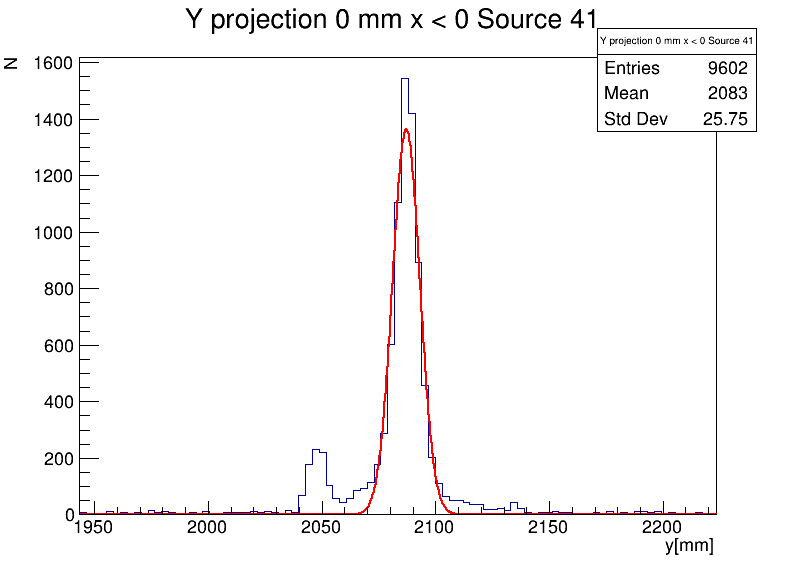 Y projection 0 mm x < 0 Source 41
Y projection 0 mm x < 0 Source 41
Entries 9602
Mean 2083
Std Dev 25.75
N
1600
1400
1200
1000
800
600
400
200
0
1950 2000 2050 2100 2150 2200
y[mm]